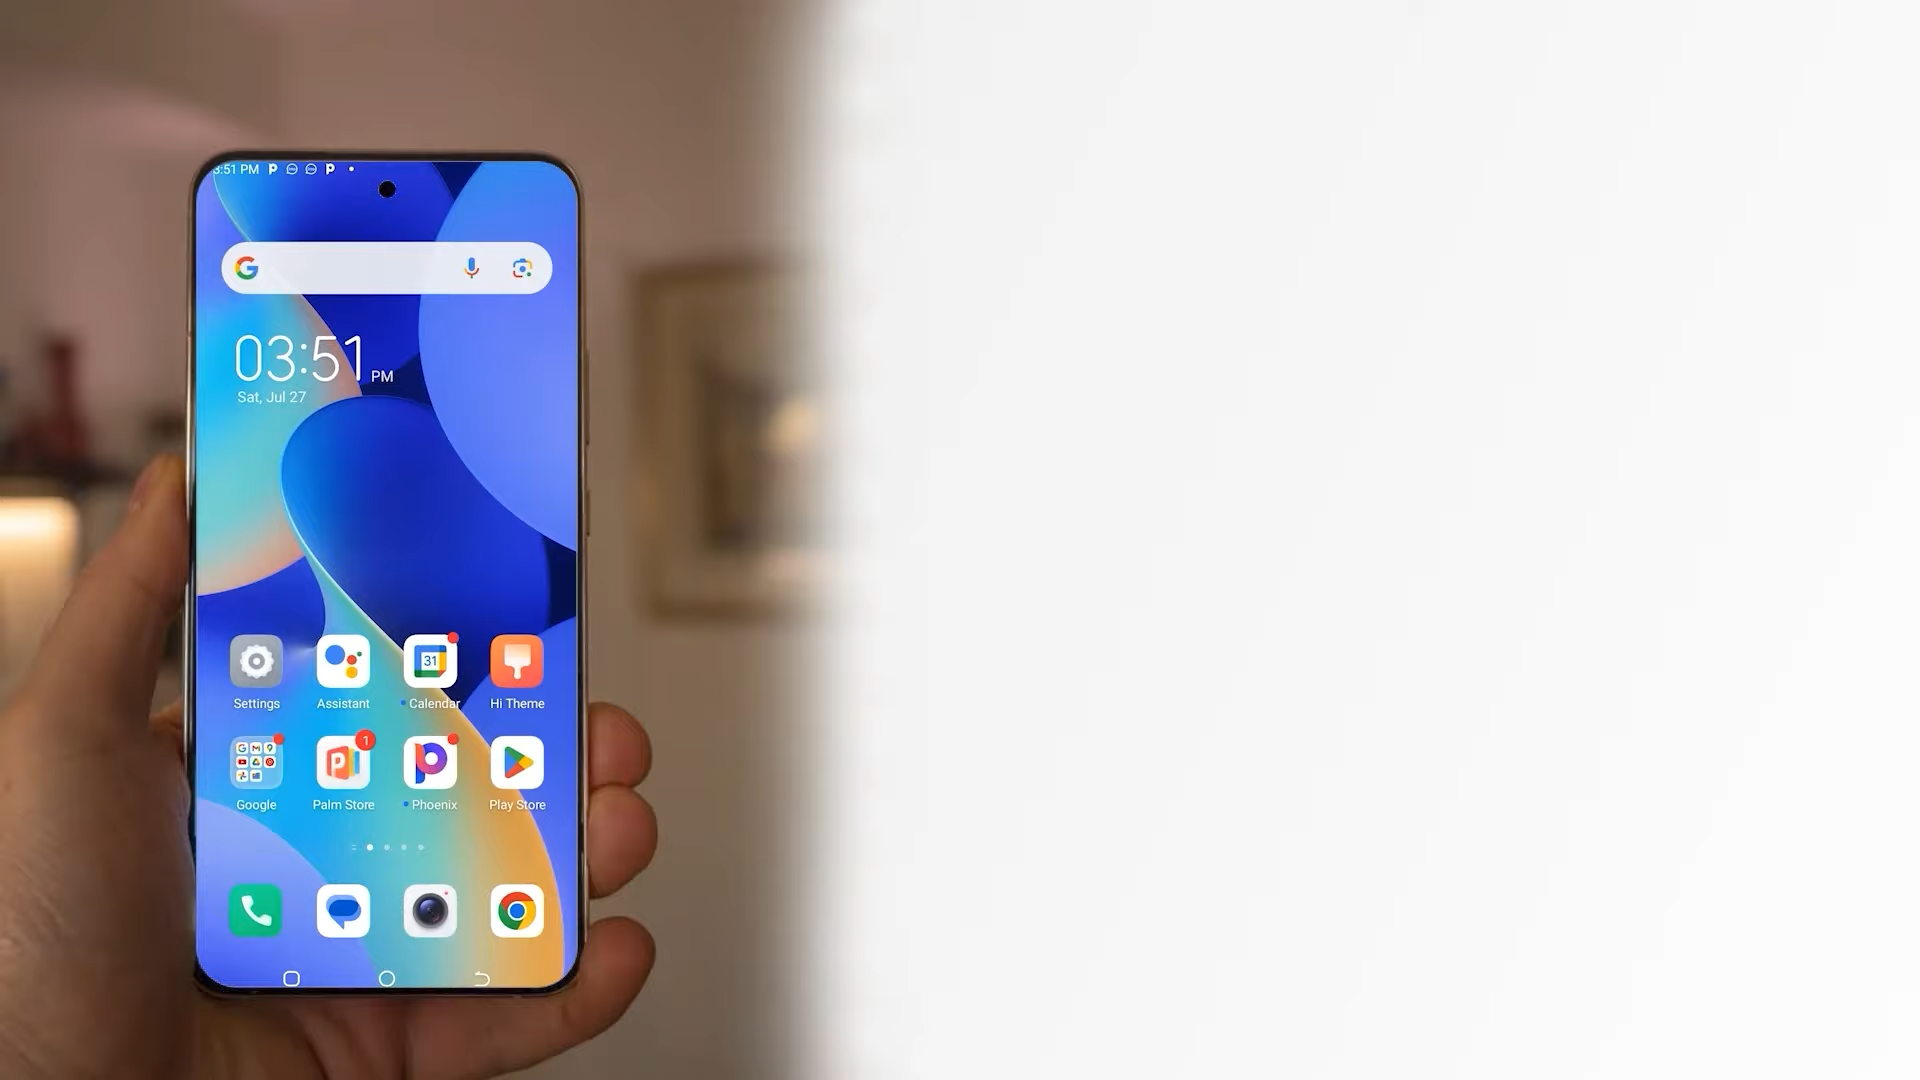 3:51 PM
03:51 PM
Sat, Jul 27
31
Settings Assistant Calendar Hi Theme
1
Google Palm Store Phoenix Play Store